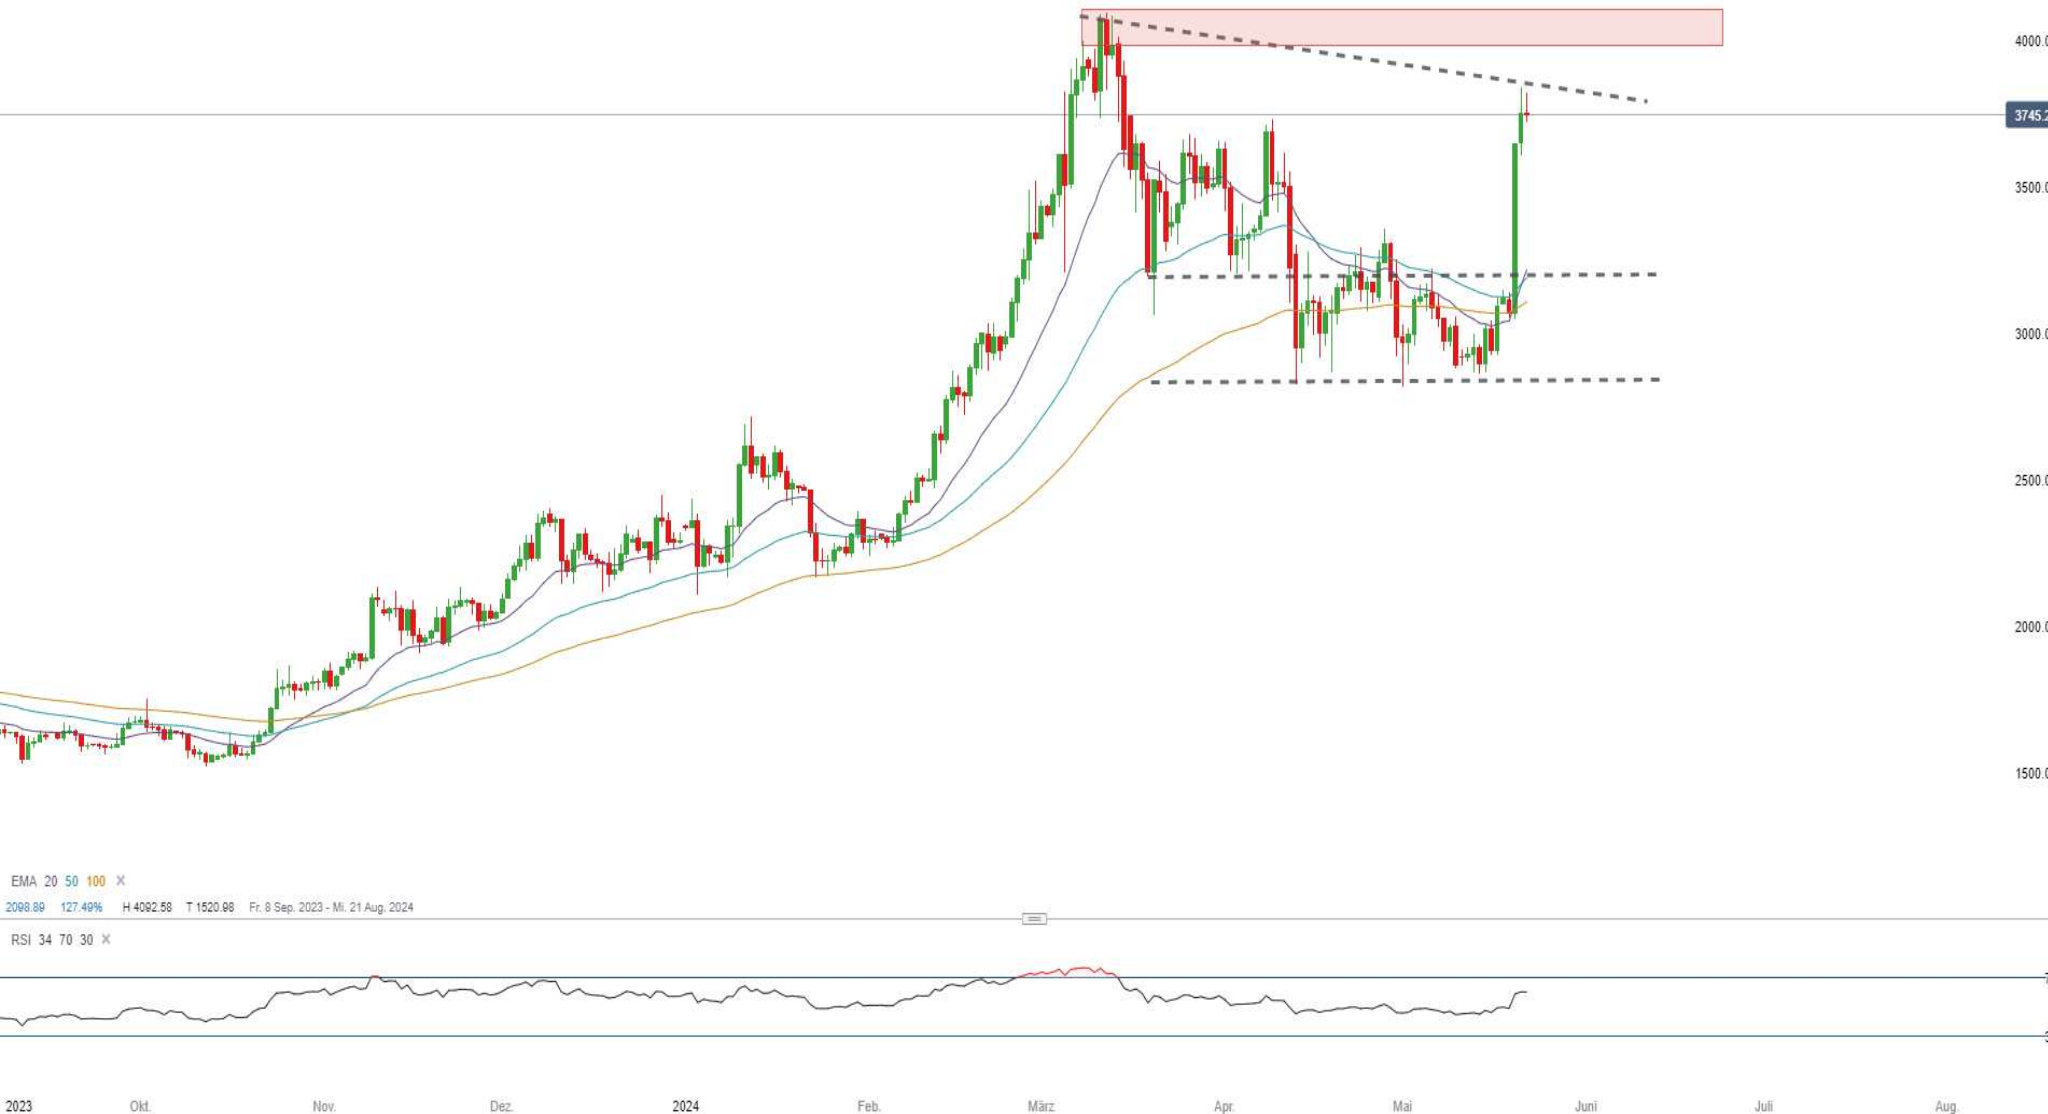 4000.0
3745.2
3500.0
3000.0
2500.0
2000.0
1500.0
EMA 20 50 100 ×
2098.89 127.49% H 4092.58 T 1520.98 Fr. 8 Sep. 2023 - Mi. 21 Aug. 2024
RSI 34 70 30 ×
2023 Okt. Nov. Dez. 2024 Feb. März Apr. Mai Juni Juli Aug.